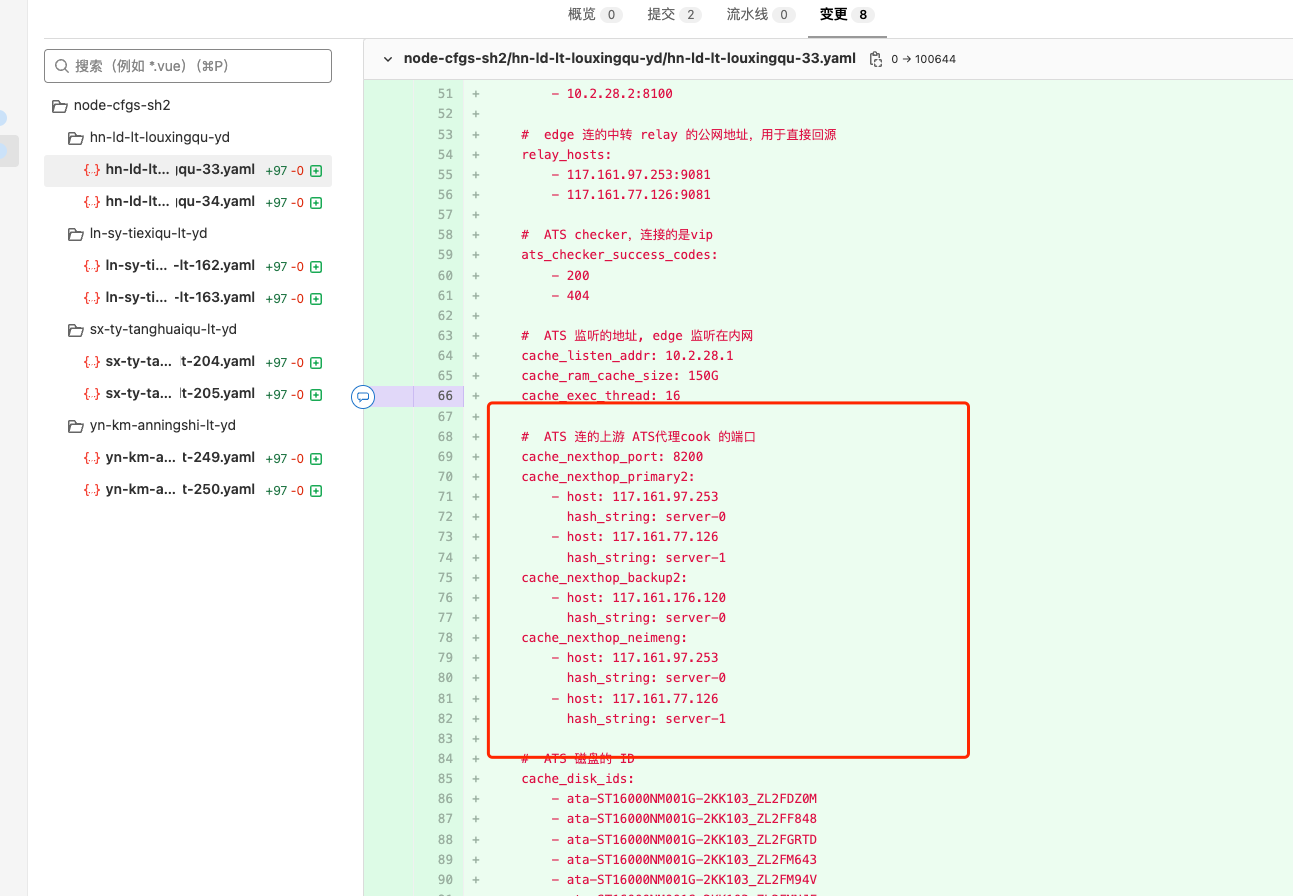 概览 0 提交 2 流水线 0 变更 8
搜索（例如 *.vue）(⌘P)
node-cfgs-sh2
hn-ld-lt-louxingqu-yd
{..} hn-ld-lt... ɩqu-33.yaml +97 -0
{..} hn-ld-lt... ɩqu-34.yaml +97 -0
ln-sy-tiexiqu-lt-yd
{..} ln-sy-ti... -lt-162.yaml +97 -0
{..} ln-sy-ti... -lt-163.yaml +97 -0
sx-ty-tanghuaiqu-lt-yd
{..} sx-ty-ta... lt-204.yaml +97 -0
{..} sx-ty-ta... lt-205.yaml +97 -0
yn-km-anningshi-lt-yd
{..} yn-km-a... t-249.yaml +97 -0
{..} yn-km-a... t-250.yaml +97 -0
node-cfgs-sh2/hn-ld-lt-louxingqu-yd/hn-ld-lt-louxingqu-33.yaml 0 → 100644
51 + - 10.2.28.2:8100
52 +
53 + # edge 连的中转 relay 的公网地址，用于直接回源
54 + relay_hosts:
55 + - 117.161.97.253:9081
56 + - 117.161.77.126:9081
57 +
58 + # ATS checker，连接的是vip
59 + ats_checker_success_codes:
60 + - 200
61 + - 404
62 +
63 + # ATS 监听的地址, edge 监听在内网
64 + cache_listen_addr: 10.2.28.1
65 + cache_ram_cache_size: 150G
66 + cache_exec_thread: 16
67 +
68 + # ATS 连的上游 ATS代理cook 的端口
69 + cache_nexthop_port: 8200
70 + cache_nexthop_primary2:
71 + - host: 117.161.97.253
72 + hash_string: server-0
73 + - host: 117.161.77.126
74 + hash_string: server-1
75 + cache_nexthop_backup2:
76 + - host: 117.161.176.120
77 + hash_string: server-0
78 + cache_nexthop_neimeng:
79 + - host: 117.161.97.253
80 + hash_string: server-0
81 + - host: 117.161.77.126
82 + hash_string: server-1
83 +
84 + # ATS 磁盘的 ID
85 + cache_disk_ids:
86 + - ata-ST16000NM001G-2KK103_ZL2FDZ0M
87 + - ata-ST16000NM001G-2KK103_ZL2FF848
88 + - ata-ST16000NM001G-2KK103_ZL2FGRTD
89 + - ata-ST16000NM001G-2KK103_ZL2FM643
90 + - ata-ST16000NM001G-2KK103_ZL2FM94V